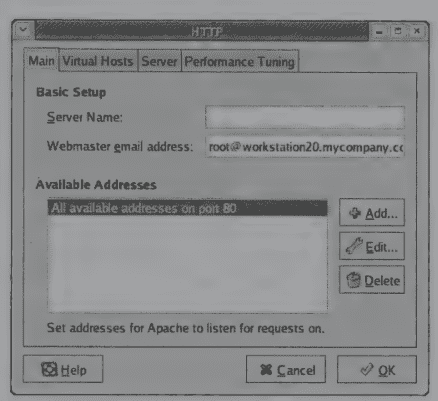 HTTP
Main Virtual Hosts Server Performance Tuning
Basic Setup
Server Name:
Webmaster email address: root@workstation20.mycompany.cc
Available Addresses
All available addresses on port 80
Add...
Edit...
Delete
Set addresses for Apache to listen for requests on.
Help Cancel OK